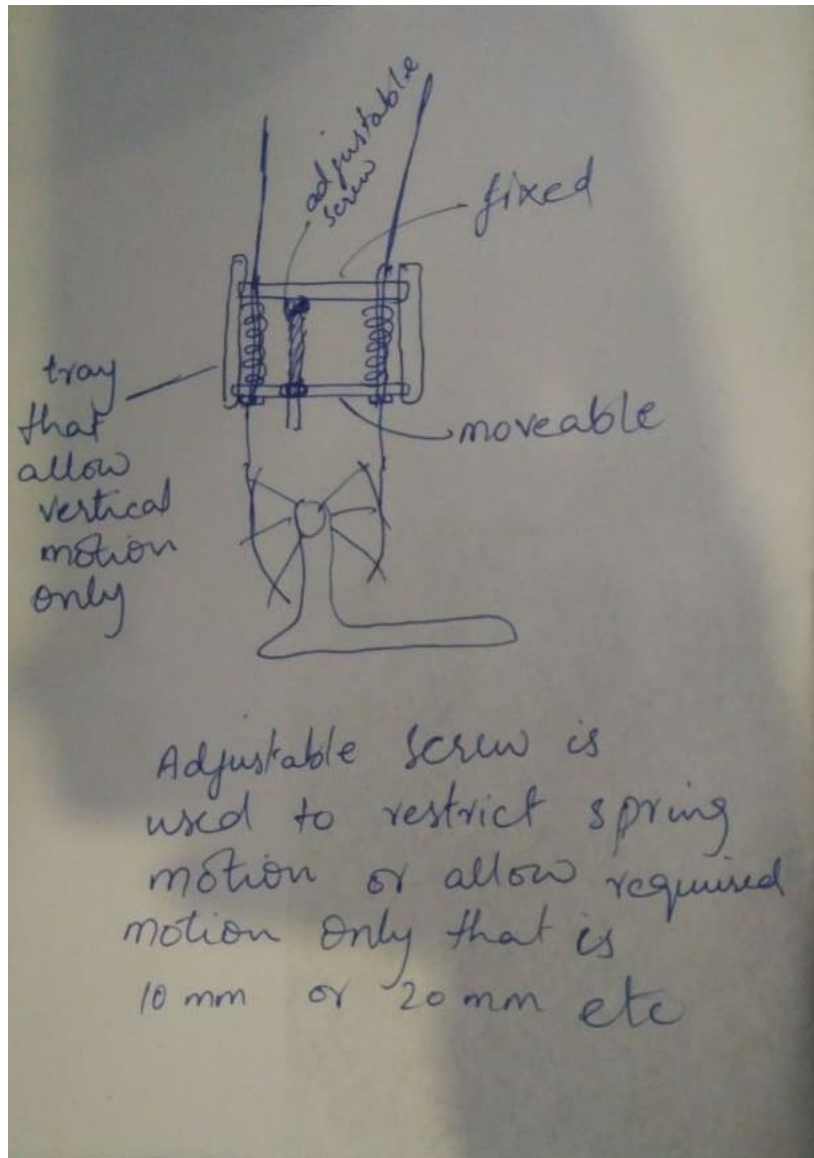 adjustable
screw
fixed
tray
that
allow
vertical
motion
only
moveable
Adjustable screw is
used to restrict spring
motion or allow required
motion only that is
10 mm or 20 mm etc